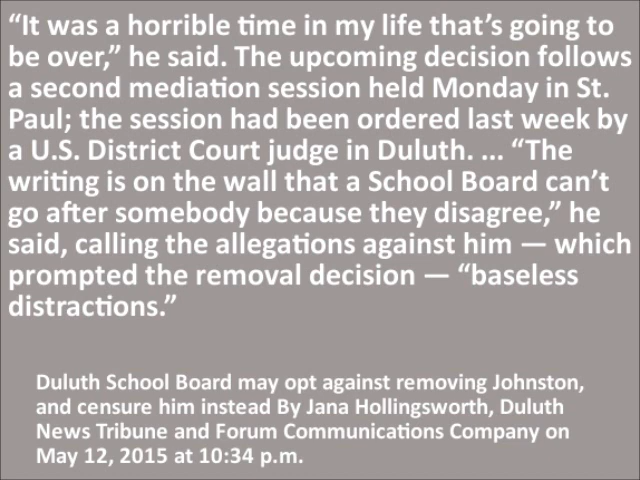 “It was a horrible time in my life that’s going to
be over,” he said. The upcoming decision follows
a second mediation session held Monday in St.
Paul; the session had been ordered last week by
a U.S. District Court judge in Duluth. ... “The
writing is on the wall that a School Board can’t
go after somebody because they disagree,” he
said, calling the allegations against him — which
prompted the removal decision — “baseless
distractions.”
Duluth School Board may opt against removing Johnston,
and censure him instead By Jana Hollingsworth, Duluth
News Tribune and Forum Communications Company on
May 12, 2015 at 10:34 p.m.